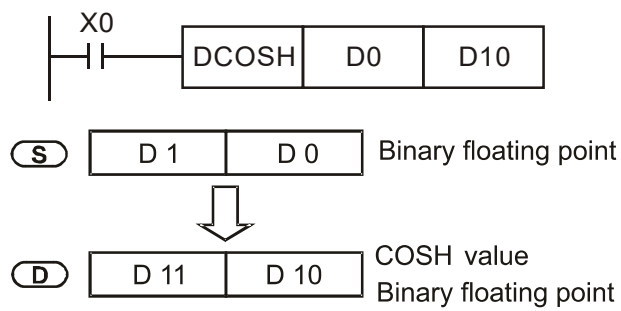 X0
DCOSH D0 D10
S D 1 D 0 Binary floating point
D D 11 D 10 COSH value
Binary floating point